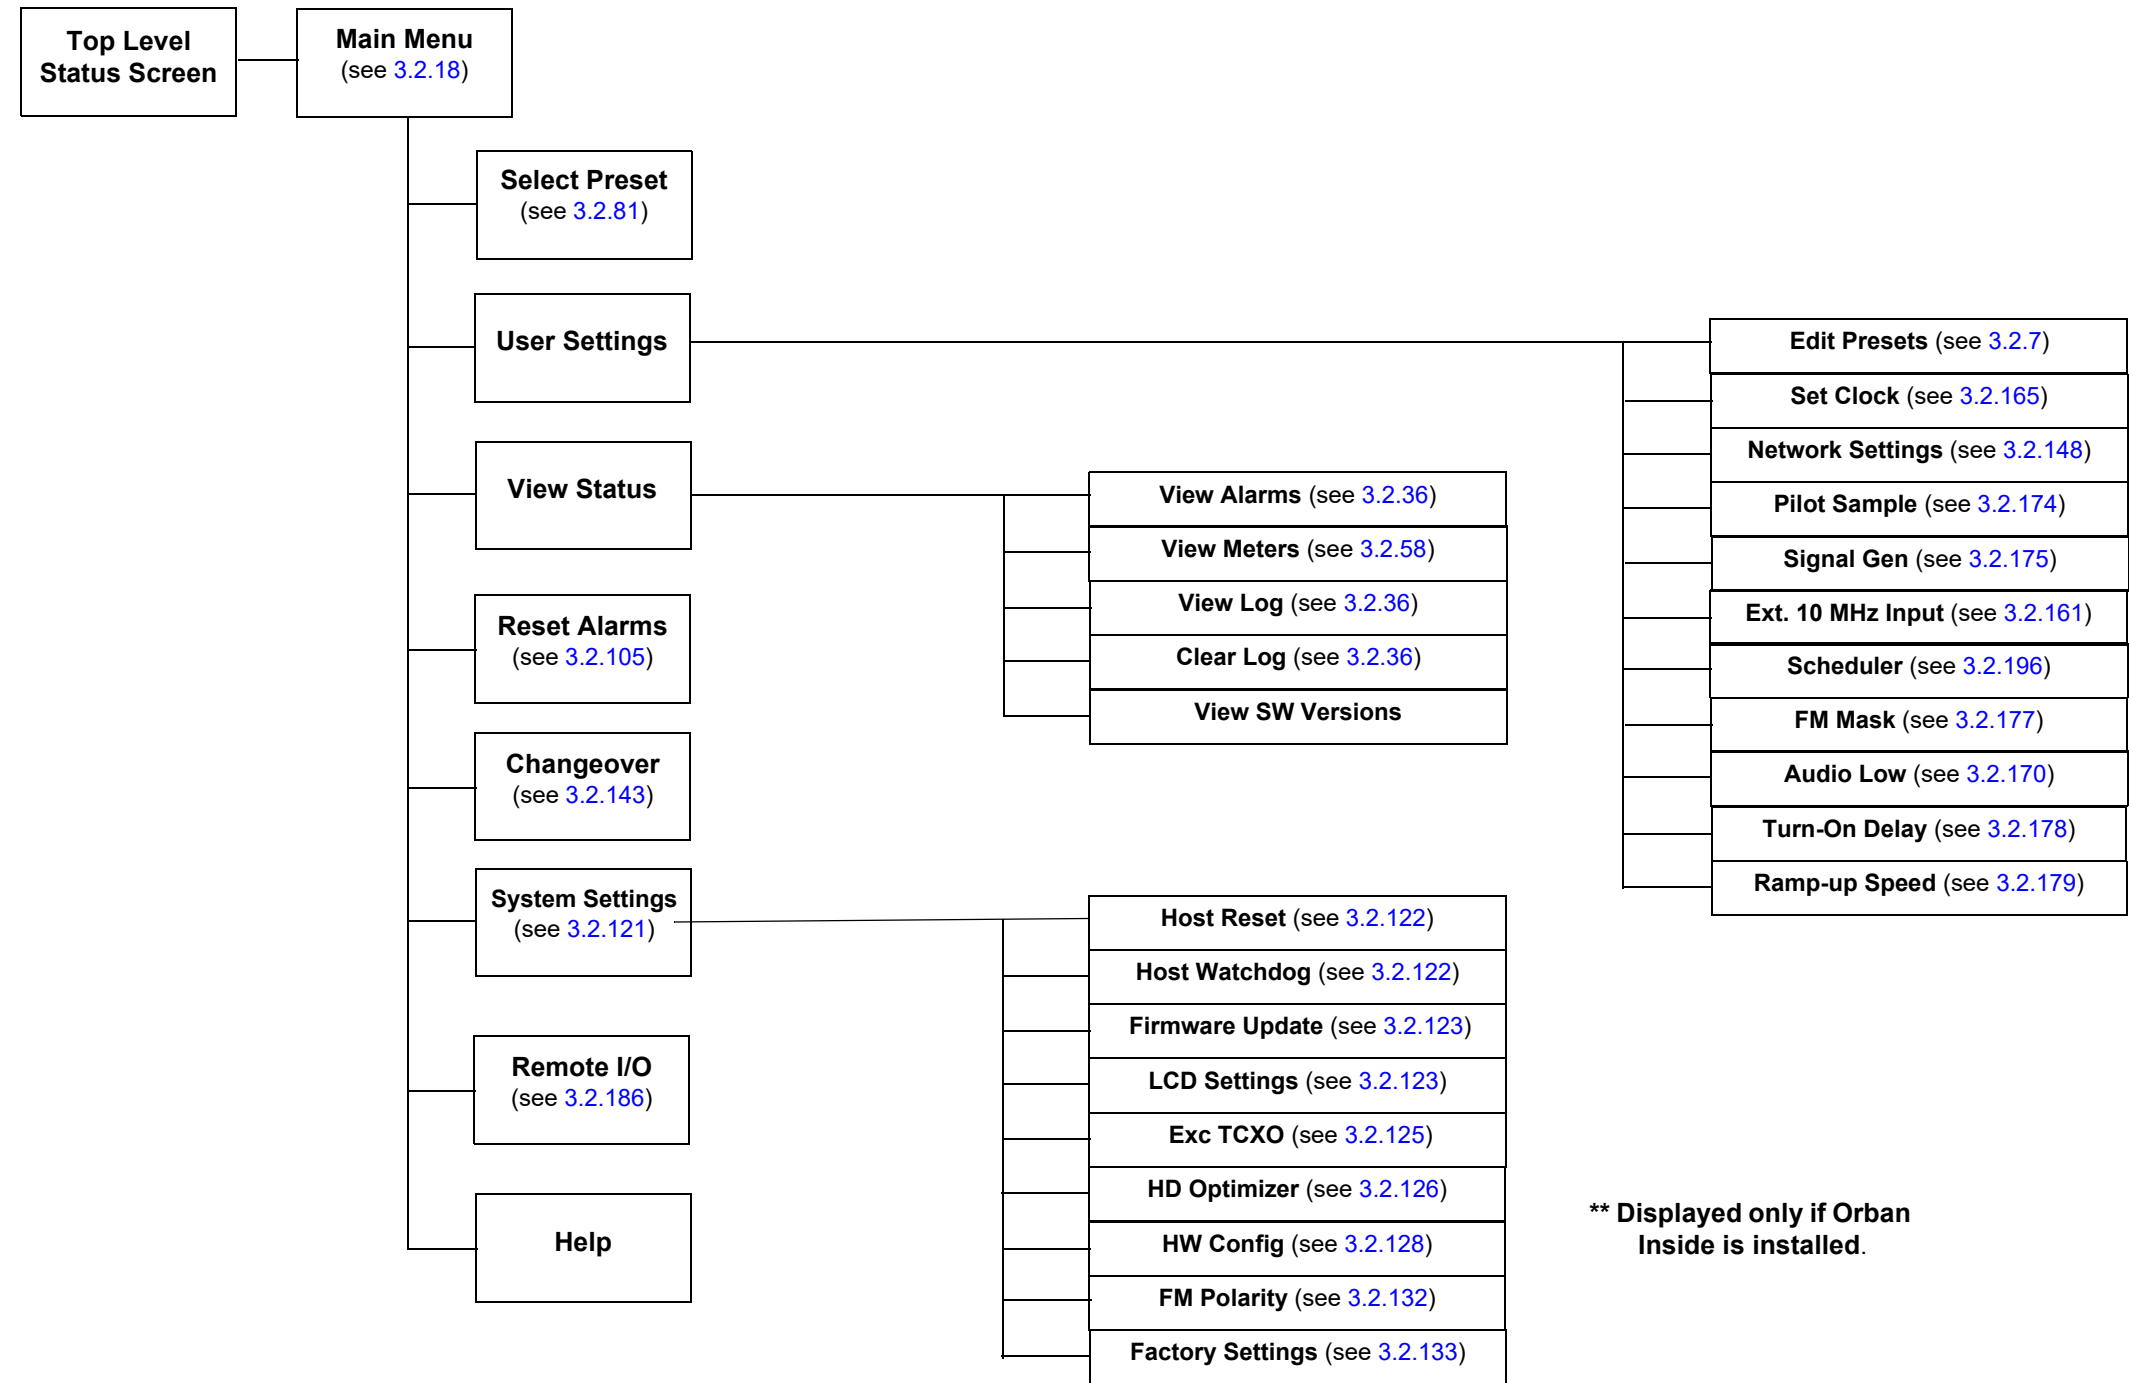 Top Level
Status Screen
Main Menu
(see 3.2.18)
Select Preset
(see 3.2.81)
User Settings
View Status
Reset Alarms
(see 3.2.105)
Changeover
(see 3.2.143)
System Settings
(see 3.2.121)
Remote I/O
(see 3.2.186)
Help
View Alarms (see 3.2.36)
View Meters (see 3.2.58)
View Log (see 3.2.36)
Clear Log (see 3.2.36)
View SW Versions
Host Reset (see 3.2.122)
Host Watchdog (see 3.2.122)
Firmware Update (see 3.2.123)
LCD Settings (see 3.2.123)
Exc TCXO (see 3.2.125)
HD Optimizer (see 3.2.126)
HW Config (see 3.2.128)
FM Polarity (see 3.2.132)
Factory Settings (see 3.2.133)
Edit Presets (see 3.2.7)
Set Clock (see 3.2.165)
Network Settings (see 3.2.148)
Pilot Sample (see 3.2.174)
Signal Gen (see 3.2.175)
Ext. 10 MHz Input (see 3.2.161)
Scheduler (see 3.2.196)
FM Mask (see 3.2.177)
Audio Low (see 3.2.170)
Turn-On Delay (see 3.2.178)
Ramp-up Speed (see 3.2.179)
** Displayed only if Orban
Inside is installed.